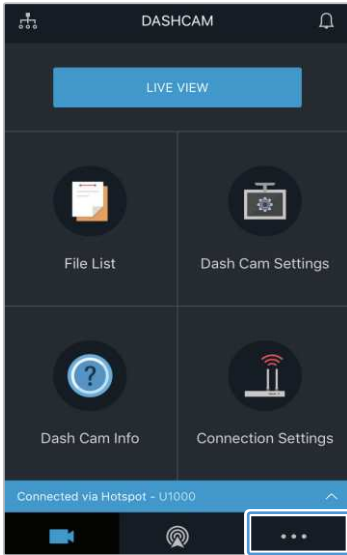 DASHCAM
LIVE VIEW
File List
Dash Cam Settings
Dash Cam Info
Connection Settings
Connected via Hotspot - U1000